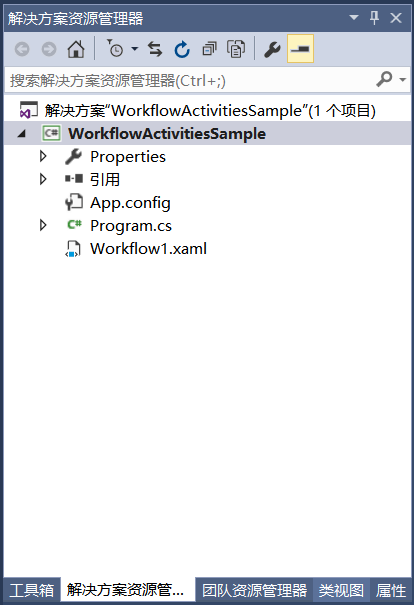 解决方案资源管理器
搜索解决方案资源管理器(Ctrl+;)
解决方案"WorkflowActivitiesSample"(1 个项目)
C# WorkflowActivitiesSample
Properties
引用
App.config
C# Program.cs
Workflow1.xaml
工具箱 解决方案资源管... 团队资源管理器 类视图 属性